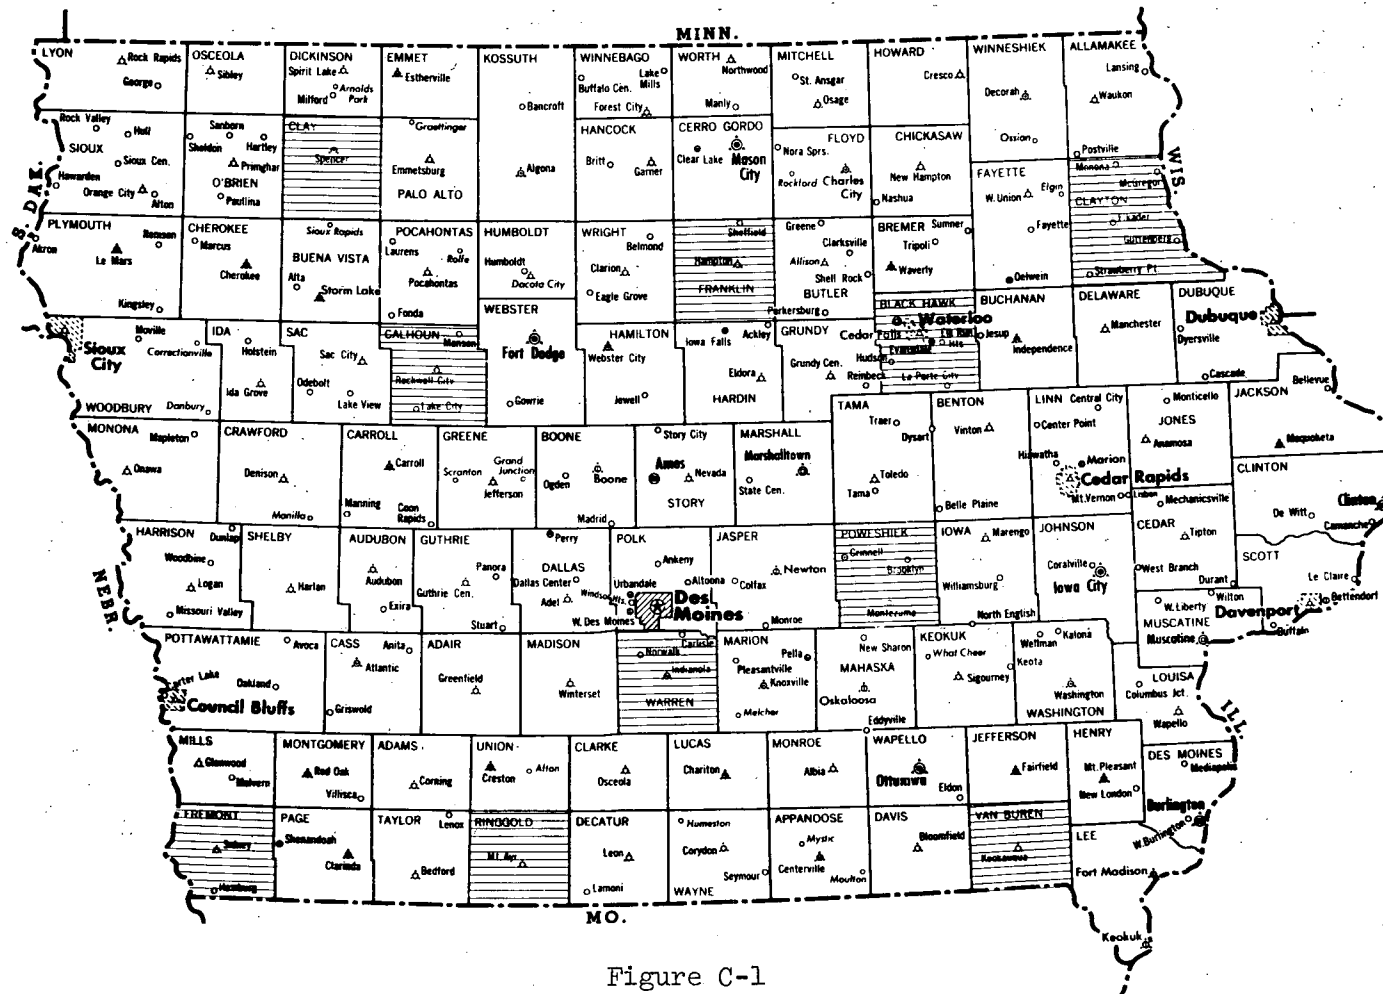 MINN.
LYON
Rock Rapids
George
OSCEOLA
Sibley
DICKINSON
Spirit Lake
Arnolds
Park
Milford
EMMET
Estherville
KOSSUTH
Bancroft
Algona
WINNEBAGO
Lake
Mills
Buffalo Cen.
Forest City
WORTH
Northwood
Manly
MITCHELL
St. Ansgar
Osage
HOWARD
Cresco
WINNESHIEK
Decorah
Ossian
ALLAMAKEE
Lansing
Waukon
Postville
Rock Valley
Hull
SIOUX
Sioux Cen.
Hawarden
Orange City
Alton
Sanborn
Sheldon
Hartley
Primghar
O'BRIEN
Paullina
CLAY
Spencer
Graettinger
Emmetsburg
PALO ALTO
HANCOCK
Britt
Garner
CERRO GORDO
Clear Lake
Mason
City
FLOYD
Nora Sprs.
Rockford
Charles
City
CHICKASAW
New Hampton
Nashua
FAYETTE
W. Union
Elgin
Fayette
Oelwein
Monona
McGregor
CLAYTON
Elkader
Guttenberg
Strawberry Pt.
WIS.
S. DAK.
PLYMOUTH
Remsen
Akron
Le Mars
Kingsley
CHEROKEE
Marcus
Cherokee
Sioux Rapids
BUENA VISTA
Alta
Storm Lake
POCAHONTAS
Laurens
Rolfe
Pocahontas
Fonda
HUMBOLDT
Humboldt
Dacota City
WRIGHT
Belmond
Clarion
Eagle Grove
Sheffield
Hampton
FRANKLIN
Greene
Clarksville
Allison
Shell Rock
BUTLER
Parkersburg
BREMER
Sumner
Tripoli
Waverly
Sioux
City
Moville
Correctionville
WOODBURY
Danbury
IDA
Holstein
Ida Grove
SAC
Sac City
Odebolt
Lake View
CALHOUN
Manson
Rockwell City
Lake City
WEBSTER
Fort Dodge
Gowrie
HAMILTON
Webster City
Jewell
Iowa Falls
Ackley
Eldora
HARDIN
GRUNDY
Grundy Cen.
Reinbeck
BLACK HAWK
Waterloo
Cedar Falls
Evansdale
Hudson
La Porte City
BUCHANAN
Jesup
Independence
DELAWARE
Manchester
DUBUQUE
Dubuque
Dyersville
Cascade
MONONA
Mapleton
Onawa
CRAWFORD
Denison
Manilla
CARROLL
Carroll
Manning
Coon
Rapids
GREENE
Scranton
Grand
Junction
Jefferson
BOONE
Ogden
Boone
Madrid
Story City
Ames
Nevada
STORY
MARSHALL
Marshalltown
State Cen.
TAMA
Traer
Dysart
Toledo
Tama
BENTON
Vinton
Belle Plaine
LINN
Central City
Center Point
Hiawatha
Marion
Cedar Rapids
Mt. Vernon
Lisbon
Monticello
JONES
Anamosa
JACKSON
Bellevue
Maquoketa
CLINTON
Clinton
De Witt
Camanche
HARRISON
Dunlap
Woodbine
Logan
Missouri Valley
SHELBY
Harlan
AUDUBON
Audubon
Exira
GUTHRIE
Panora
Guthrie Cen.
Stuart
Perry
DALLAS
Dallas Center
Adel
POLK
Ankeny
Urbandale
Altoona
Windsor Hts.
W. Des Moines
Des
Moines
JASPER
Newton
Colfax
Monroe
POWESHIEK
Grinnell
Brooklyn
Montezuma
IOWA
Marengo
Williamsburg
North English
JOHNSON
Coralville
Iowa City
Mechanicsville
CEDAR
Tipton
West Branch
Durant
SCOTT
Le Claire
Bettendorf
Davenport
Buffalo
NEBR.
POTTAWATTAMIE
Avoca
Carter Lake
Oakland
Council Bluffs
CASS
Anita
Atlantic
Griswold
ADAIR
Greenfield
MADISON
Winterset
Carlisle
Norwalk
Indianola
WARREN
MARION
Pella
Pleasantville
Knoxville
Melcher
New Sharon
MAHASKA
Oskaloosa
Eddyville
KEOKUK
What Cheer
Keota
Sigourney
Wellman
Kalona
Washington
WASHINGTON
W. Liberty
Wilton
MUSCATINE
Muscatine
LOUISA
Columbus Jct.
Wapello
ILL.
MILLS
Glenwood
Malvern
MONTGOMERY
Red Oak
Villisca
ADAMS
Corning
UNION
Creston
Afton
CLARKE
Osceola
LUCAS
Chariton
MONROE
Albia
WAPELLO
Ottumwa
Eldon
JEFFERSON
Fairfield
HENRY
Mt. Pleasant
New London
DES MOINES
Mediapolis
Burlington
W. Burlington
FREMONT
Sidney
Hamburg
PAGE
Shenandoah
Clarinda
TAYLOR
Lenox
Bedford
RINGGOLD
Mt. Ayr
DECATUR
Leon
Lamoni
Humeston
Corydon
Seymour
WAYNE
APPANOOSE
Mystic
Centerville
Moulton
DAVIS
Bloomfield
VAN BUREN
Keosauqua
LEE
Fort Madison
Keokuk
MO.
Figure C-1